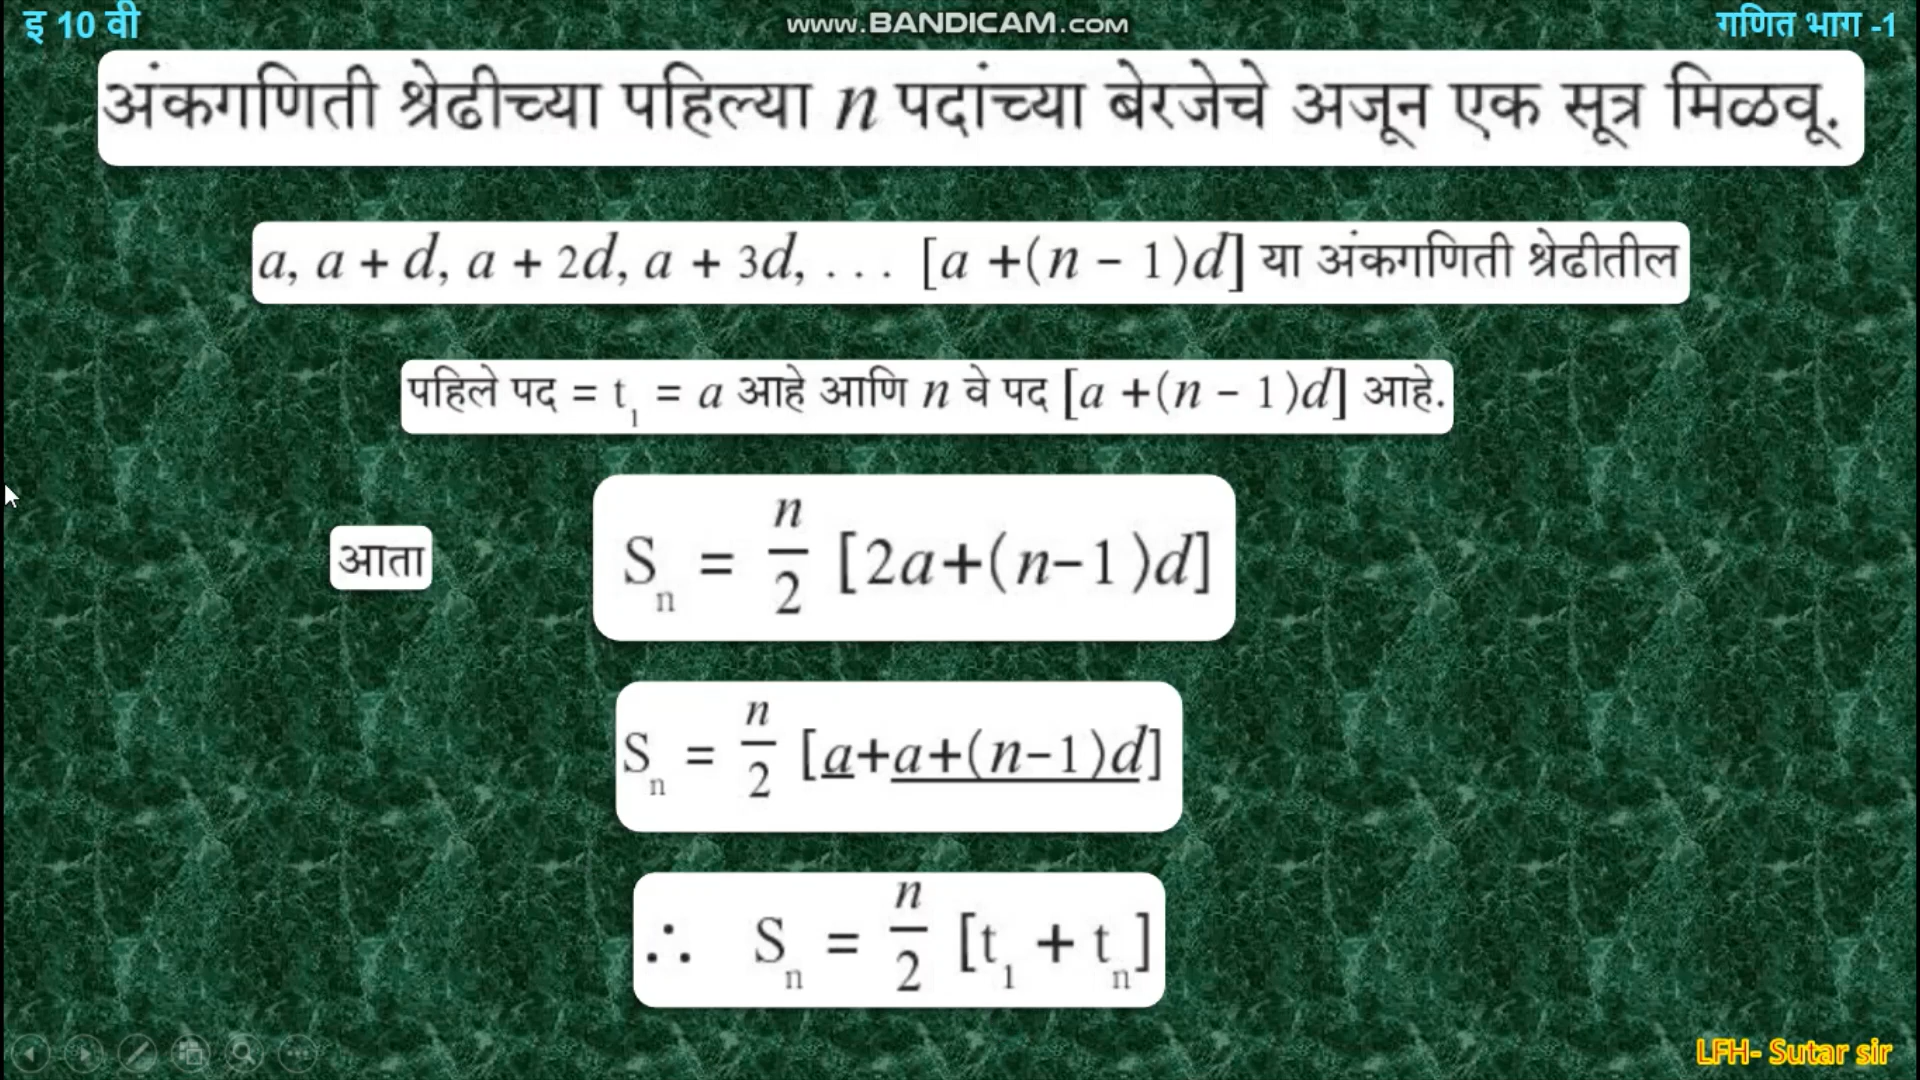 इ 10 वी
www.BANDICAM.com
गणित भाग -1
अंकगणिती श्रेढीच्या पहिल्या n पदांच्या बेरजेचे अजून एक सूत्र मिळवू.
a, a + d, a + 2d, a + 3d, . . . [a +(n - 1)d] या अंकगणिती श्रेढीतील
पहिले पद = t₁ = a आहे आणि n वे पद [a +(n - 1)d] आहे.
आता Sₙ = n/2 [2a+(n-1)d]
Sₙ = n/2 [a+a+(n-1)d]
∴ Sₙ = n/2 [t₁ + tₙ]
LFH- Sutar sir